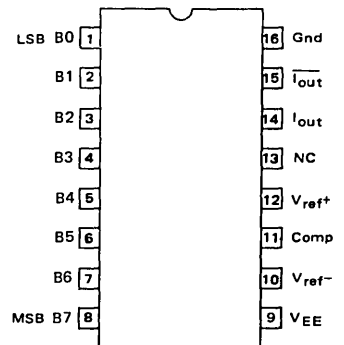 LSB B0 1 16 Gnd
B1 2 15 I̅o̅u̅t̅
B2 3 14 Iout
B3 4 13 NC
B4 5 12 Vref+
B5 6 11 Comp
B6 7 10 Vref−
MSB B7 8 9 VEE